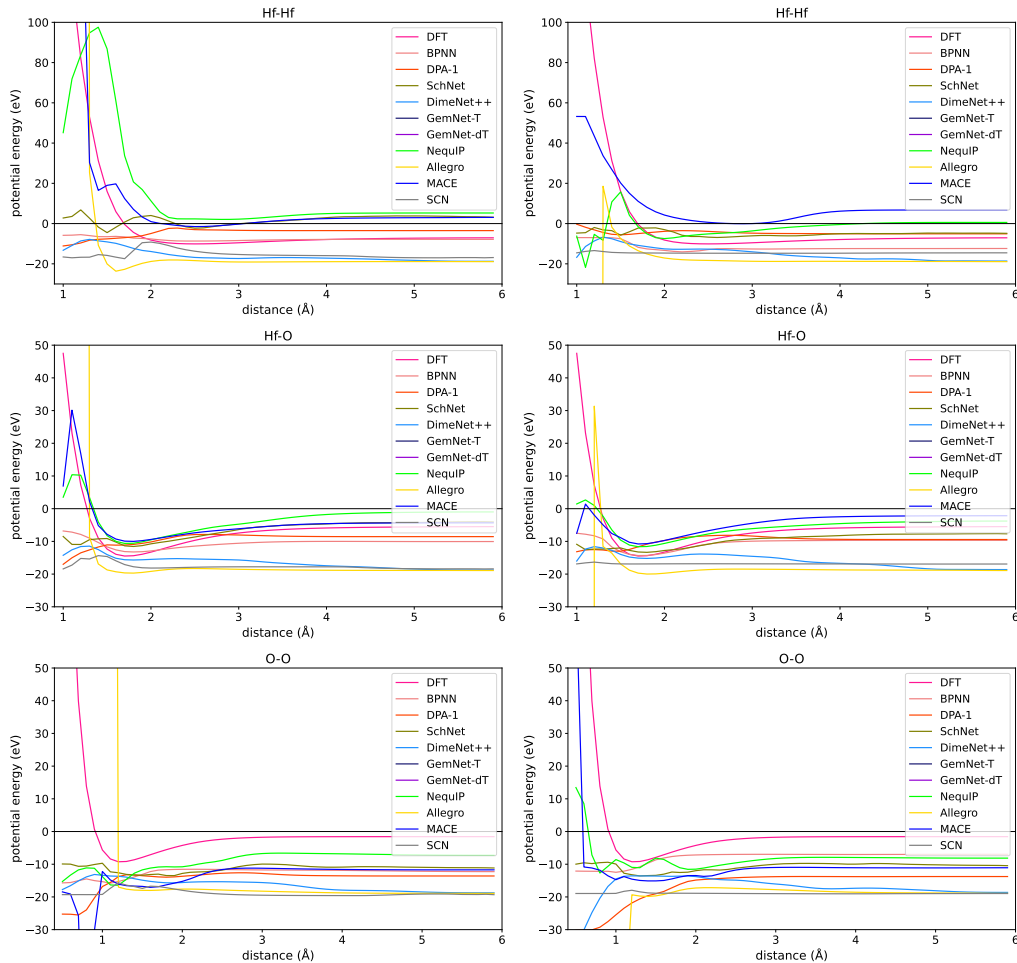 Hf-Hf
100
80
60
40
20
0
−20
potential energy (eV)
1 2 3 4 5 6
distance (Å)
DFT
BPNN
DPA-1
SchNet
DimeNet++
GemNet-T
GemNet-dT
NequIP
Allegro
MACE
SCN
Hf-Hf
100
80
60
40
20
0
−20
potential energy (eV)
1 2 3 4 5 6
distance (Å)
DFT
BPNN
DPA-1
SchNet
DimeNet++
GemNet-T
GemNet-dT
NequIP
Allegro
MACE
SCN
Hf-O
50
40
30
20
10
0
−10
−20
−30
potential energy (eV)
1 2 3 4 5 6
distance (Å)
DFT
BPNN
DPA-1
SchNet
DimeNet++
GemNet-T
GemNet-dT
NequIP
Allegro
MACE
SCN
Hf-O
50
40
30
20
10
0
−10
−20
−30
potential energy (eV)
1 2 3 4 5 6
distance (Å)
DFT
BPNN
DPA-1
SchNet
DimeNet++
GemNet-T
GemNet-dT
NequIP
Allegro
MACE
SCN
O-O
50
40
30
20
10
0
−10
−20
−30
potential energy (eV)
1 2 3 4 5 6
distance (Å)
DFT
BPNN
DPA-1
SchNet
DimeNet++
GemNet-T
GemNet-dT
NequIP
Allegro
MACE
SCN
O-O
50
40
30
20
10
0
−10
−20
−30
potential energy (eV)
1 2 3 4 5 6
distance (Å)
DFT
BPNN
DPA-1
SchNet
DimeNet++
GemNet-T
GemNet-dT
NequIP
Allegro
MACE
SCN